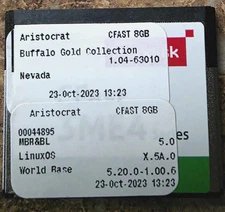 Aristocrat CFAST 8GB
Buffalo Gold Collection
1.04-63010
Nevada
23-Oct-2023 13:23
Aristocrat CFAST 8GB
00044895
MBR&BL 5.0
LinuxOS X.5A.0
World Base 5.20.0-1.00.6
23-Oct-2023 13:23